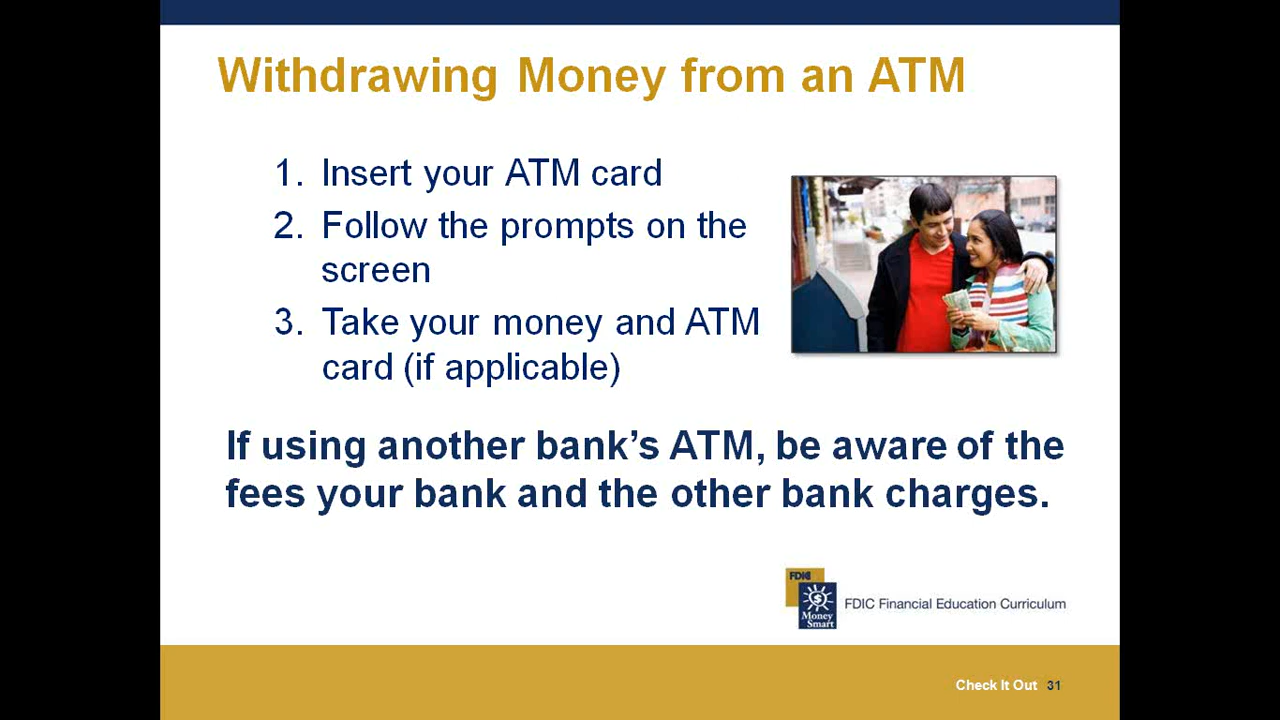 Withdrawing Money from an ATM
1. Insert your ATM card
2. Follow the prompts on the
screen
3. Take your money and ATM
card (if applicable)
If using another bank’s ATM, be aware of the
fees your bank and the other bank charges.
FDIC
Money
Smart
FDIC Financial Education Curriculum
Check It Out 31